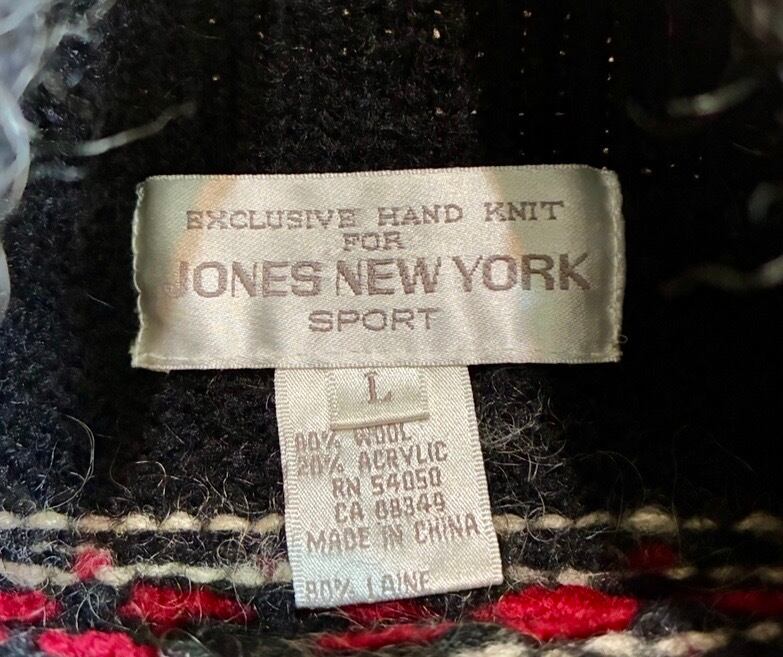 EXCLUSIVE HAND KNIT
FOR
JONES NEW YORK
SPORT
L
80% WOOL
20% ACRYLIC
RN 54050
CA 08349
MADE IN CHINA
80% LAINE